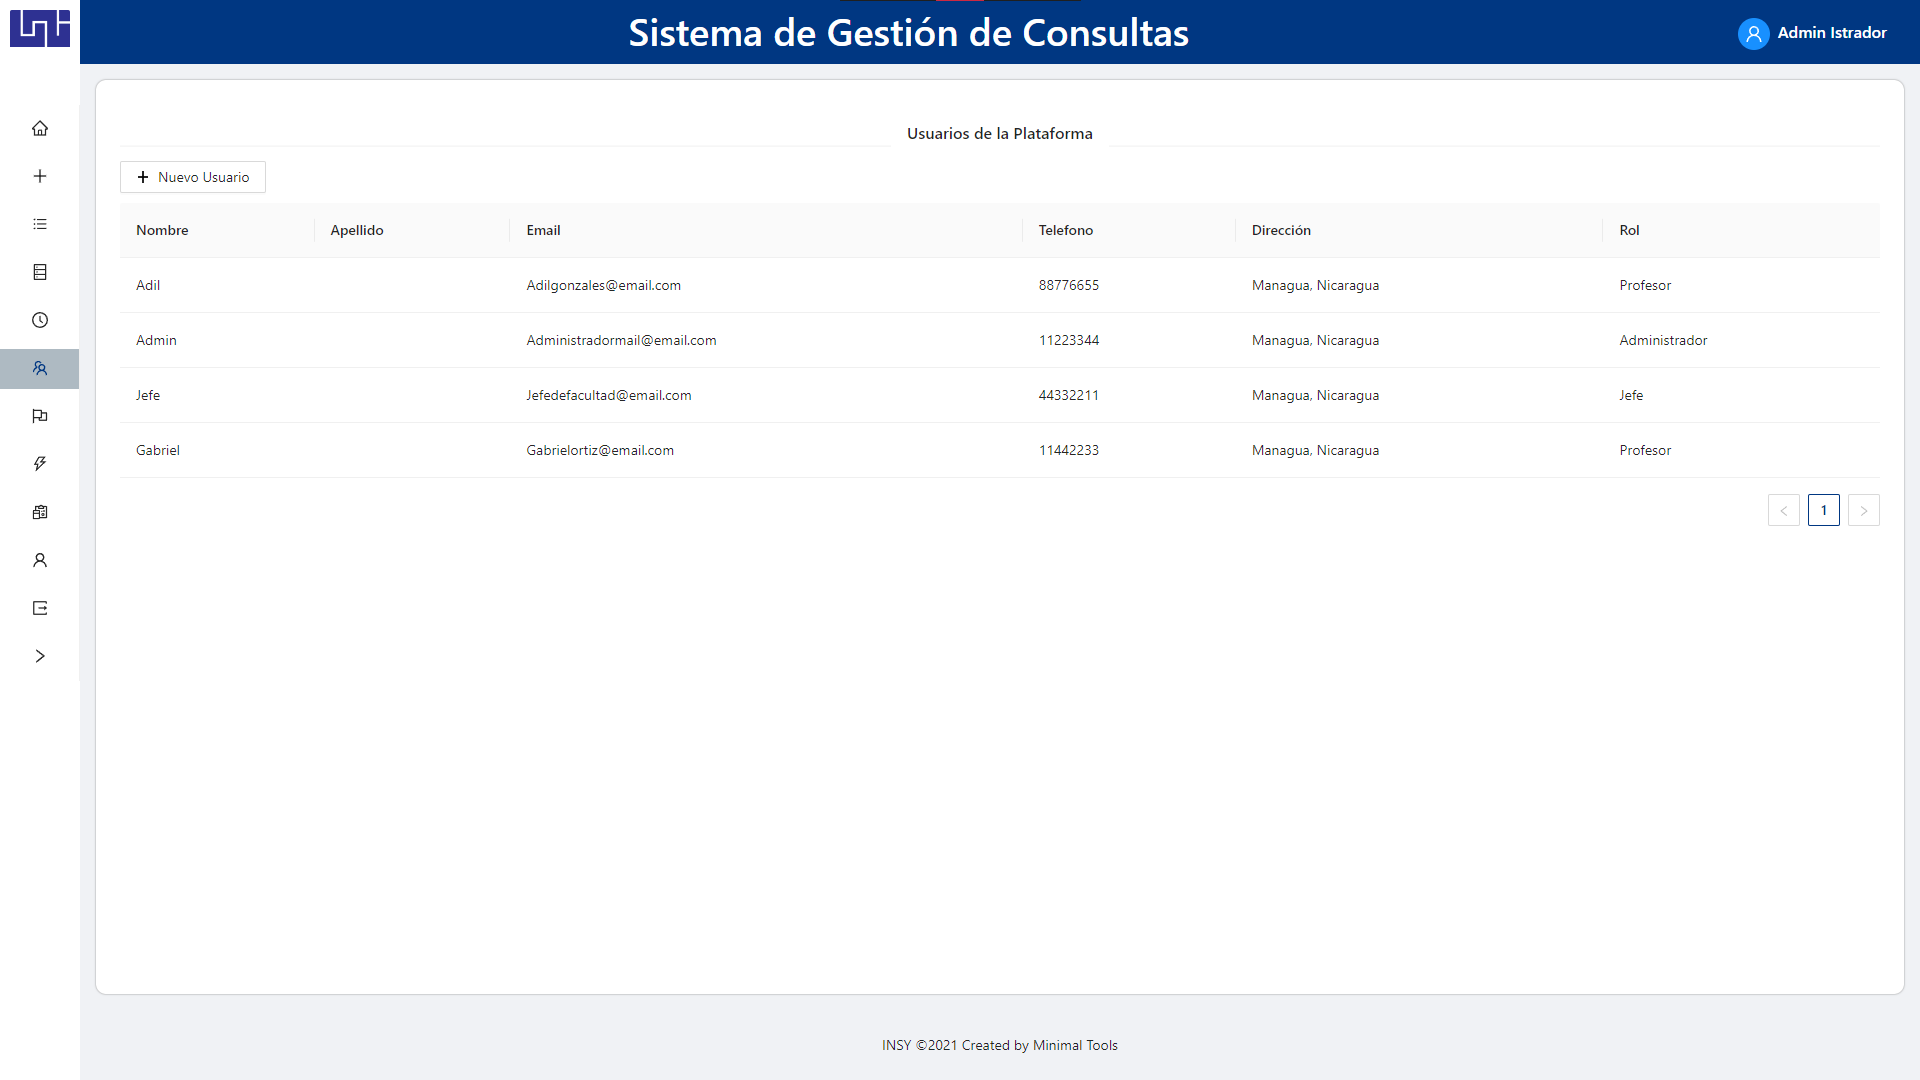 Sistema de Gestión de Consultas
Admin Istrador
Usuarios de la Plataforma
+ Nuevo Usuario
Nombre Apellido Email Telefono Dirección Rol
Adil Adilgonzales@email.com 88776655 Managua, Nicaragua Profesor
Admin Administradormail@email.com 11223344 Managua, Nicaragua Administrador
Jefe Jefedefacultad@email.com 44332211 Managua, Nicaragua Jefe
Gabriel Gabrielortiz@email.com 11442233 Managua, Nicaragua Profesor
< 1 >
INSY ©2021 Created by Minimal Tools